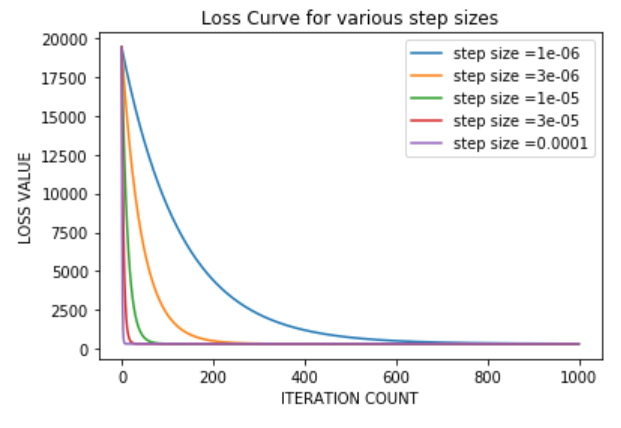 Loss Curve for various step sizes
20000
17500
15000
12500
10000
7500
5000
2500
0
LOSS VALUE
step size =1e-06
step size =3e-06
step size =1e-05
step size =3e-05
step size =0.0001
0 200 400 600 800 1000
ITERATION COUNT